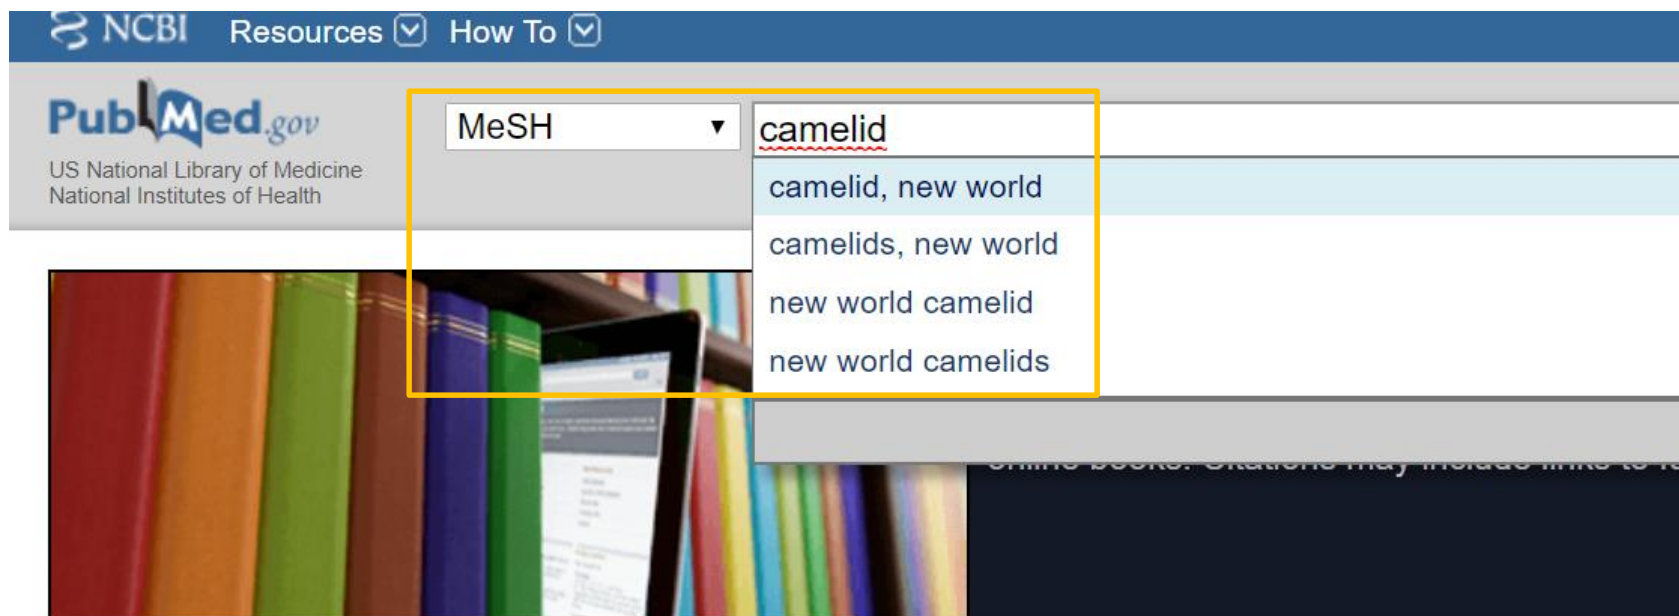 NCBI Resources How To
PubMed.gov
US National Library of Medicine
National Institutes of Health
MeSH
camelid
camelid, new world
camelids, new world
new world camelid
new world camelids